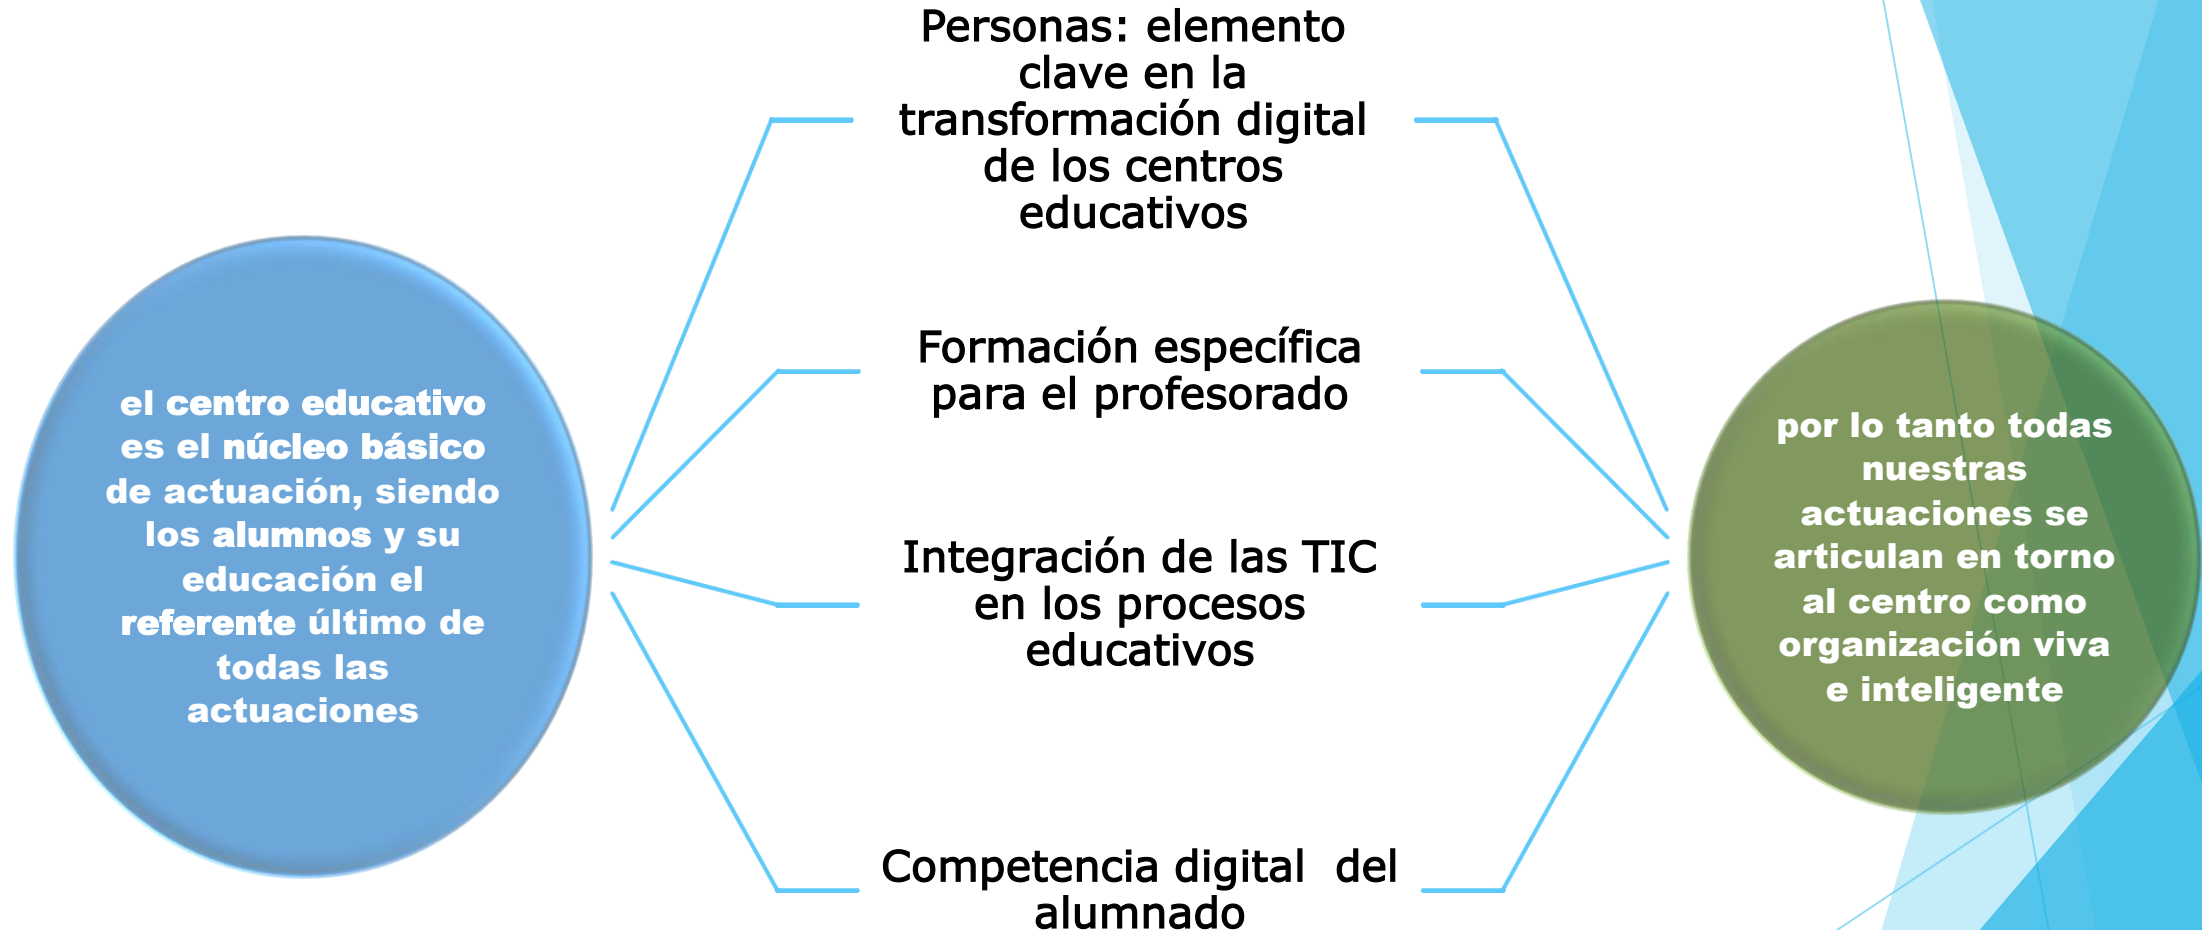 el centro educativo
es el núcleo básico
de actuación, siendo
los alumnos y su
educación el
referente último de
todas las
actuaciones
Personas: elemento
clave en la
transformación digital
de los centros
educativos
Formación específica
para el profesorado
Integración de las TIC
en los procesos
educativos
Competencia digital  del
alumnado
por lo tanto todas
nuestras
actuaciones se
articulan en torno
al centro como
organización viva
e inteligente